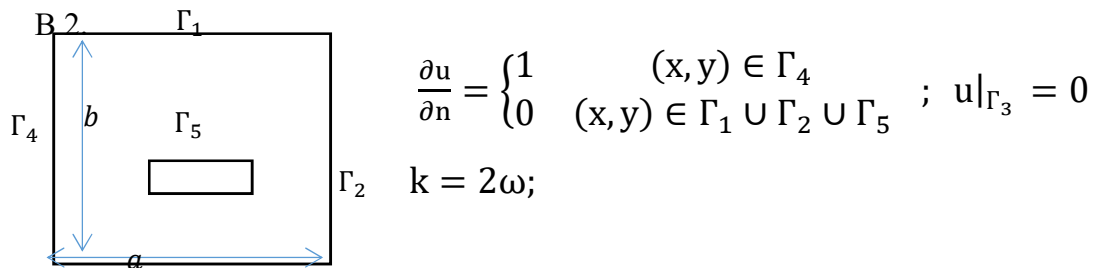 В 2. Γ₁
∂u/∂n = {1 (x, y) ∈ Γ₄
0 (x, y) ∈ Γ₁ ∪ Γ₂ ∪ Γ₅ ; u|Γ₃ = 0
Γ₄ b Γ₅
Γ₂ k = 2ω;
a